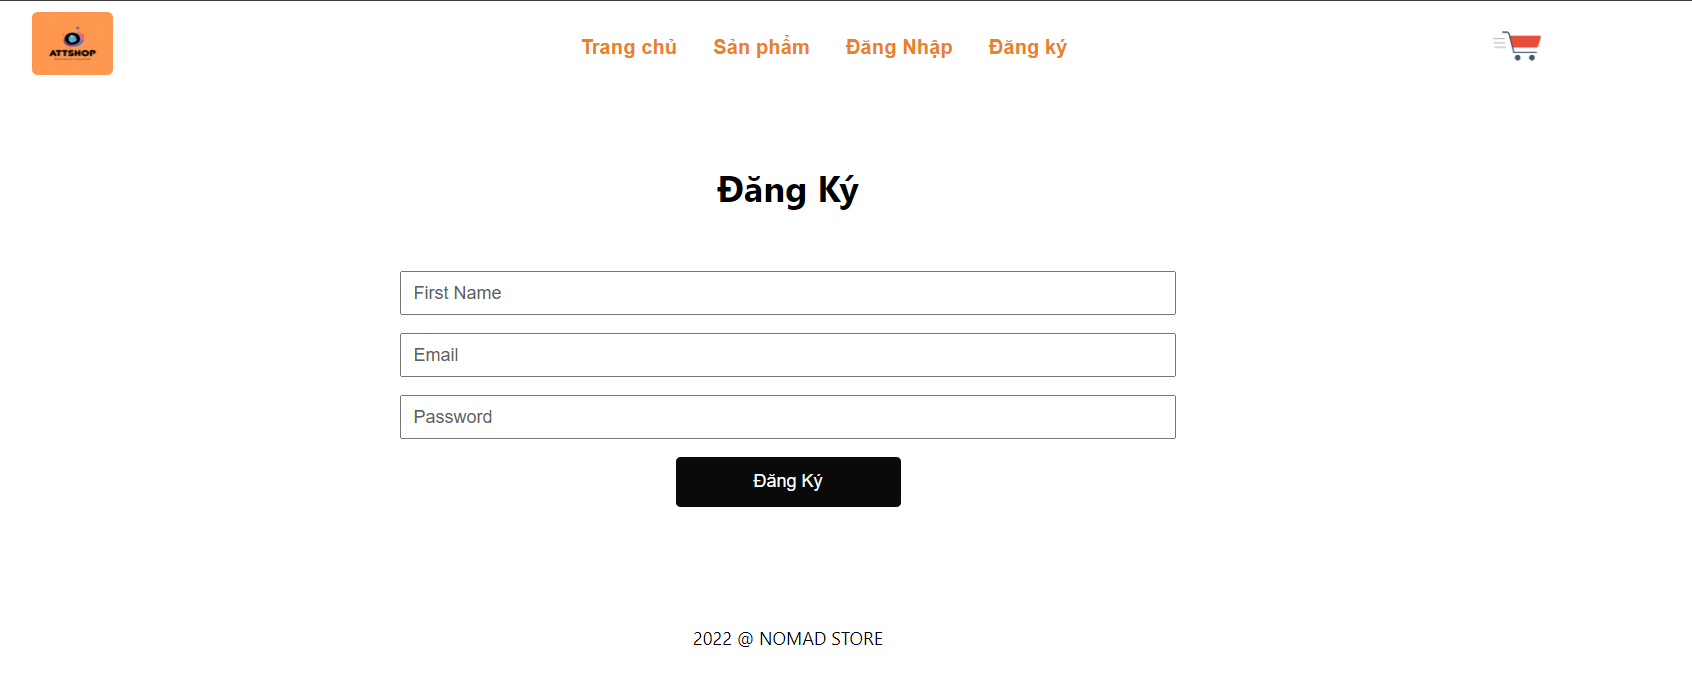 ATTSHOP
Trang chủ Sản phẩm Đăng Nhập Đăng ký
Đăng Ký
First Name
Email
Password
Đăng Ký
2022 @ NOMAD STORE